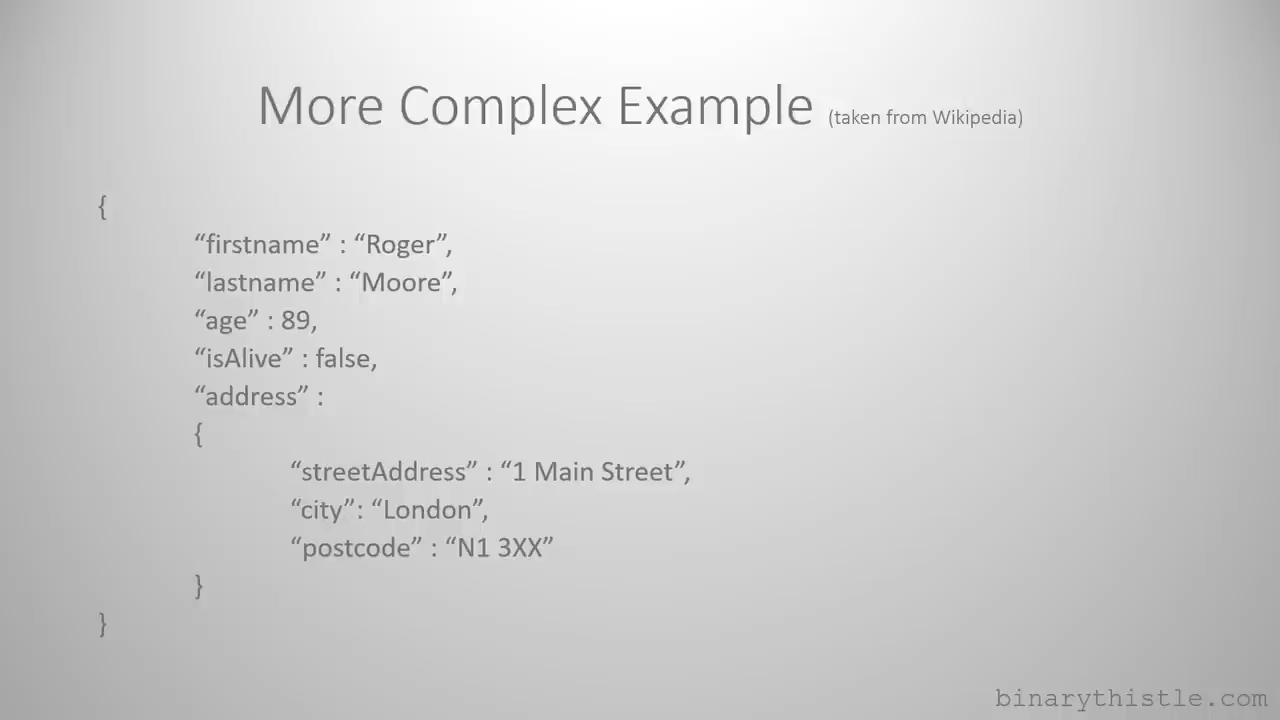 More Complex Example (taken from Wikipedia)
{
“firstname” : “Roger”,
“lastname” : “Moore”,
“age” : 89,
“isAlive” : false,
“address” :
{
“streetAddress” : “1 Main Street”,
“city”: “London”,
“postcode” : “N1 3XX”
}
}
binarythistle.com